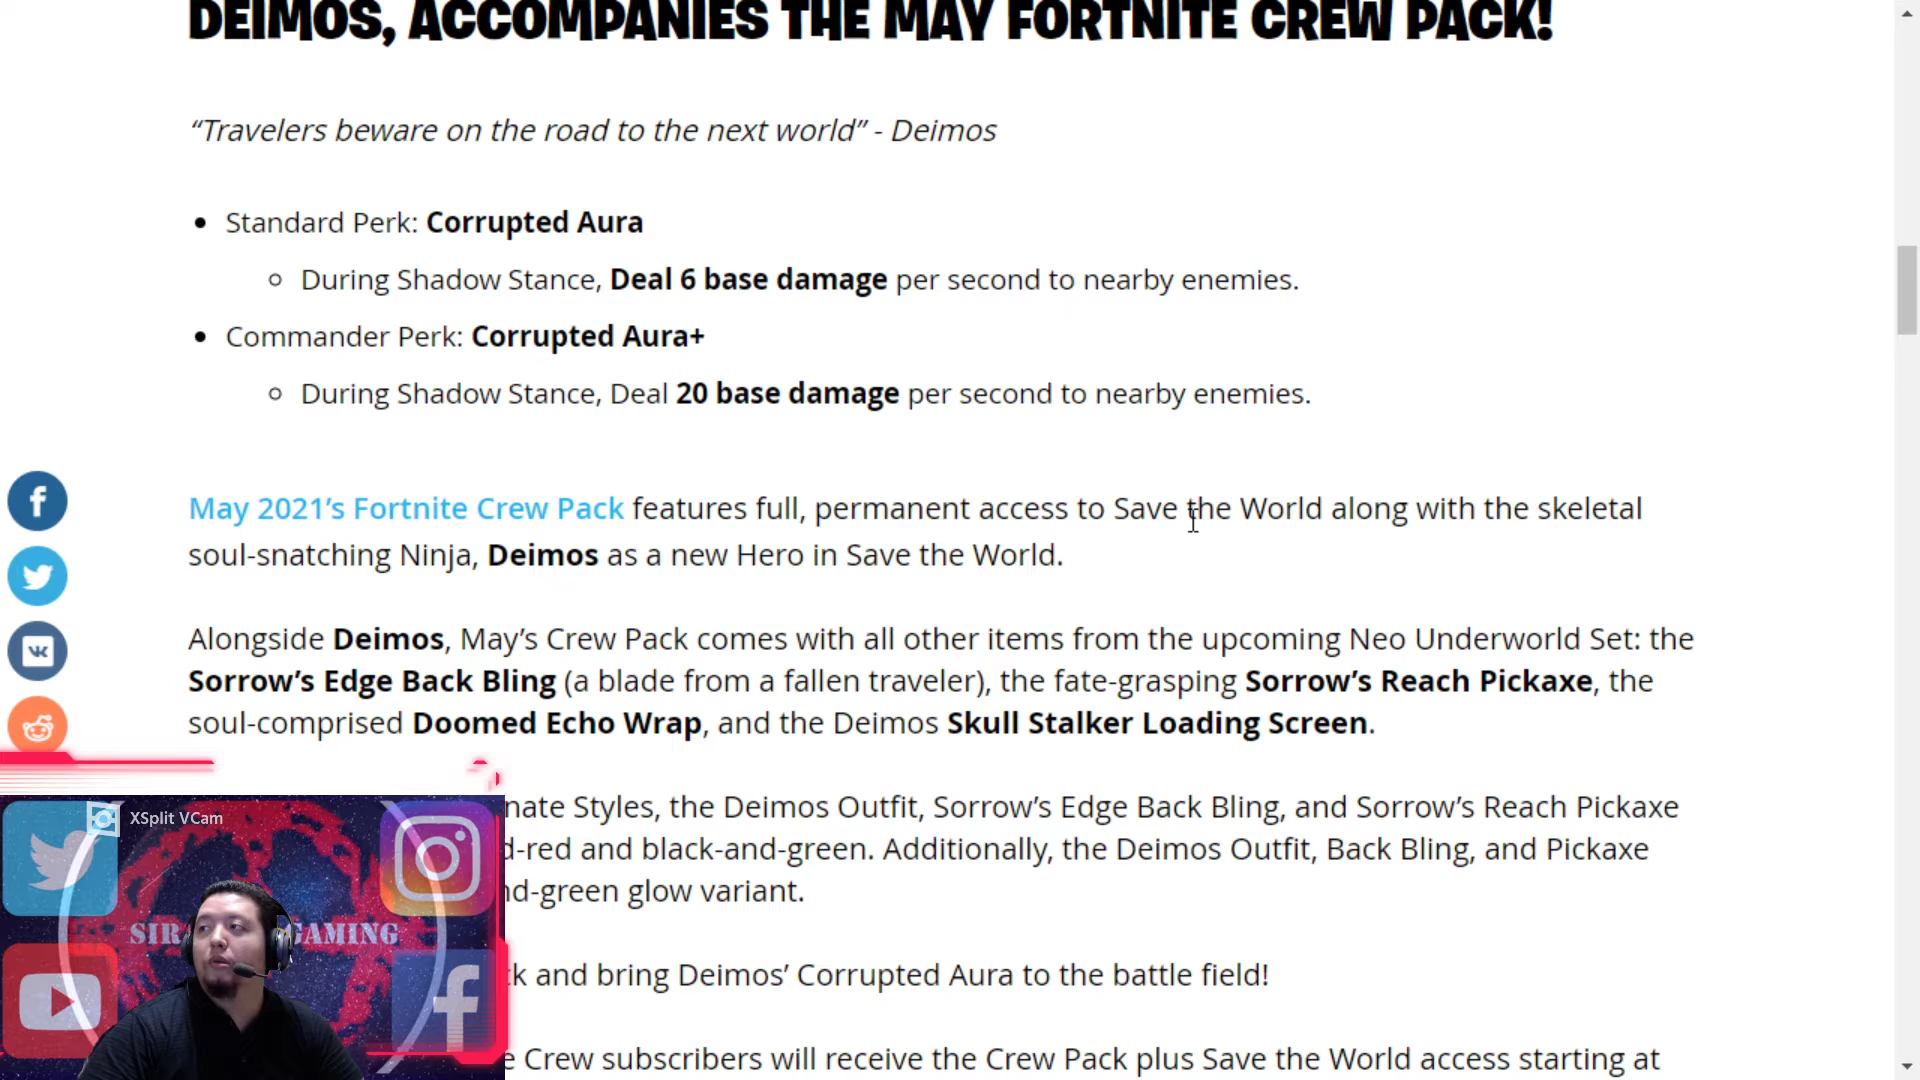 DEIMOS, ACCOMPANIES THE MAY FORTNITE CREW PACK!
“Travelers beware on the road to the next world” - Deimos
Standard Perk: Corrupted Aura
During Shadow Stance, Deal 6 base damage per second to nearby enemies.
Commander Perk: Corrupted Aura+
During Shadow Stance, Deal 20 base damage per second to nearby enemies.
May 2021’s Fortnite Crew Pack features full, permanent access to Save the World along with the skeletal
soul-snatching Ninja, Deimos as a new Hero in Save the World.
Alongside Deimos, May’s Crew Pack comes with all other items from the upcoming Neo Underworld Set: the
Sorrow’s Edge Back Bling (a blade from a fallen traveler), the fate-grasping Sorrow’s Reach Pickaxe, the
soul-comprised Doomed Echo Wrap, and the Deimos Skull Stalker Loading Screen.
nate Styles, the Deimos Outfit, Sorrow’s Edge Back Bling, and Sorrow’s Reach Pickaxe
d-red and black-and-green. Additionally, the Deimos Outfit, Back Bling, and Pickaxe
nd-green glow variant.
ck and bring Deimos’ Corrupted Aura to the battle field!
e Crew subscribers will receive the Crew Pack plus Save the World access starting at
XSplit VCam
SIR GAMING